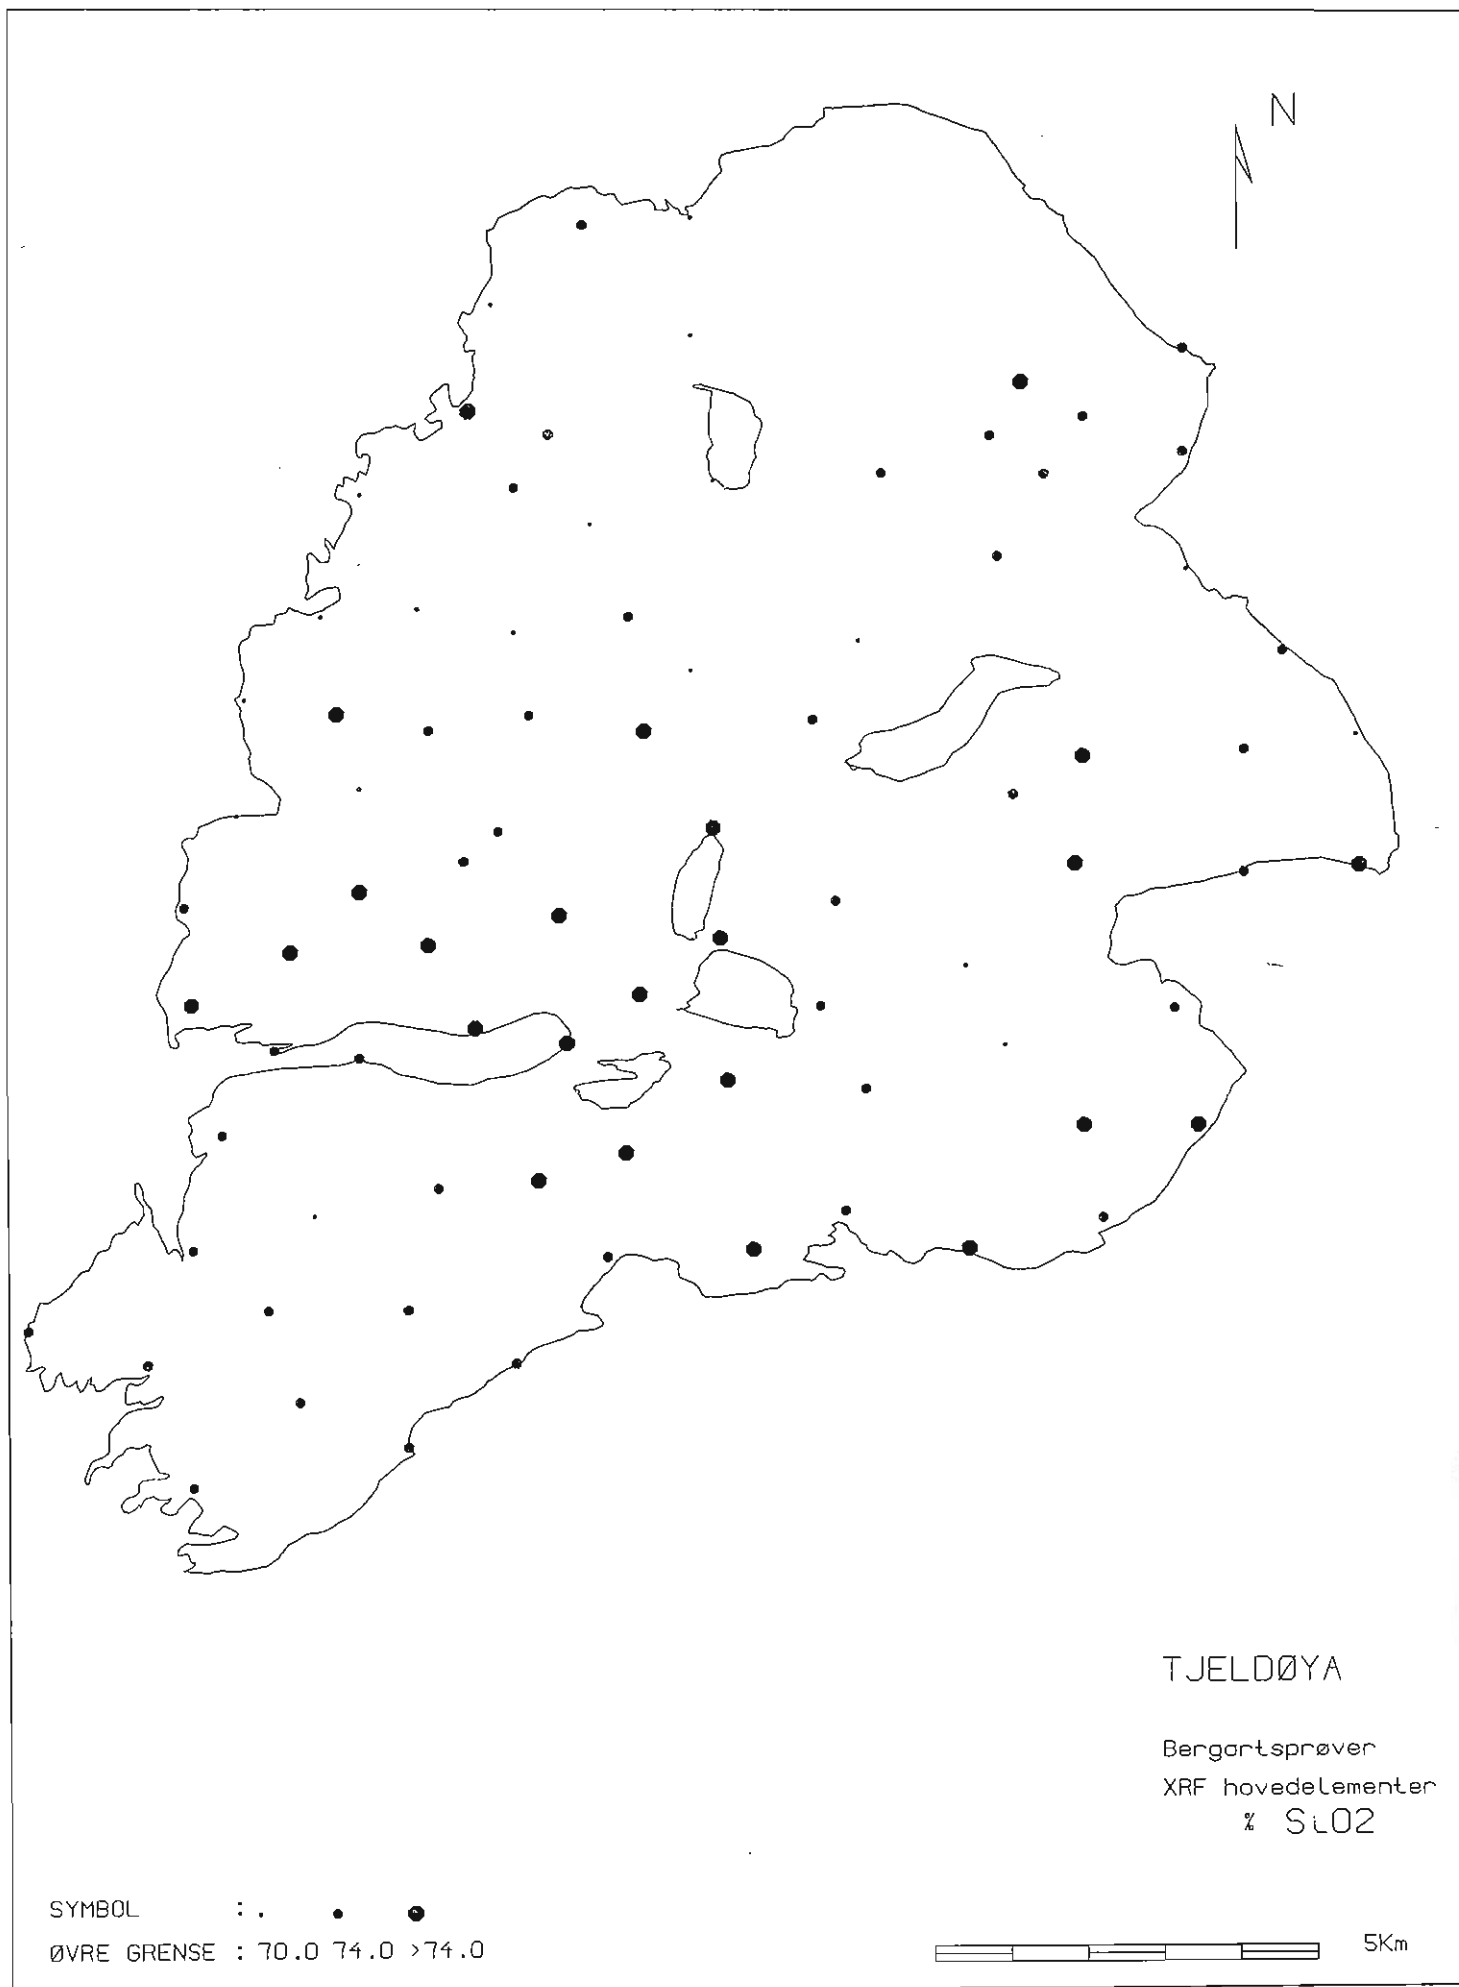 N
TJELDØYA
Bergartsprøver
XRF hovedelementer
% SiO2
SYMBOL :
ØVRE GRENSE : 70.0 74.0 >74.0
5Km